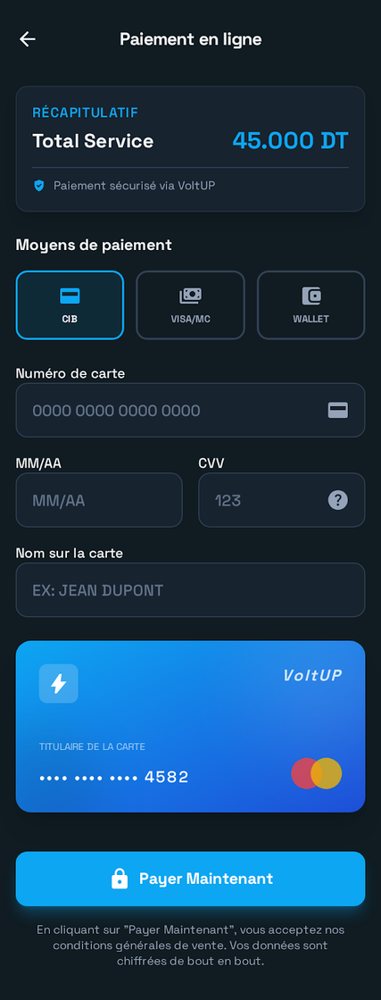 Paiement en ligne
RÉCAPITULATIF
Total Service 45.000 DT
Paiement sécurisé via VoltUP
Moyens de paiement
CIB VISA/MC WALLET
Numéro de carte
0000 0000 0000 0000
MM/AA CVV
MM/AA 123 ?
Nom sur la carte
EX: JEAN DUPONT
VoltUP
TITULAIRE DE LA CARTE
•••• •••• •••• 4582
Payer Maintenant
En cliquant sur "Payer Maintenant", vous acceptez nos
conditions générales de vente. Vos données sont
chiffrées de bout en bout.